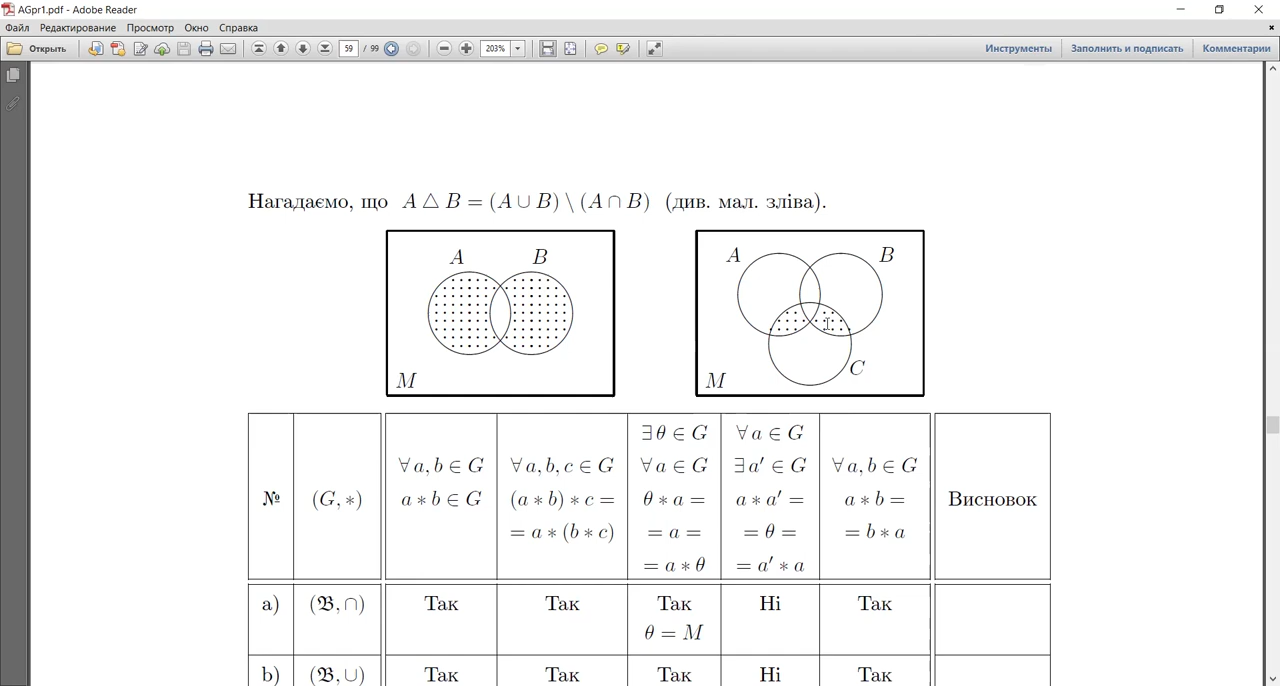 AGpr1.pdf - Adobe Reader
Файл Редактирование Просмотр Окно Справка
Открыть 59 / 99 203% Инструменты Заполнить и подписать Комментарии
Нагадаємо, що A △ B = (A ∪ B) \ (A ∩ B) (див. мал. зліва).
A B
M
A B
C
M
№ (G, *)
∀ a, b ∈ G
a * b ∈ G
∀ a, b, c ∈ G
(a * b) * c =
= a * (b * c)
∃ θ ∈ G
∀ a ∈ G
θ * a =
= a =
= a * θ
∀ a ∈ G
∃ a′ ∈ G
a * a′ =
= θ =
= a′ * a
∀ a, b ∈ G
a * b =
= b * a
Висновок
a) (𝔅, ∩) Так Так Так Ні Так
θ = M
b) (𝔅, ∪) Так Так Так Ні Так